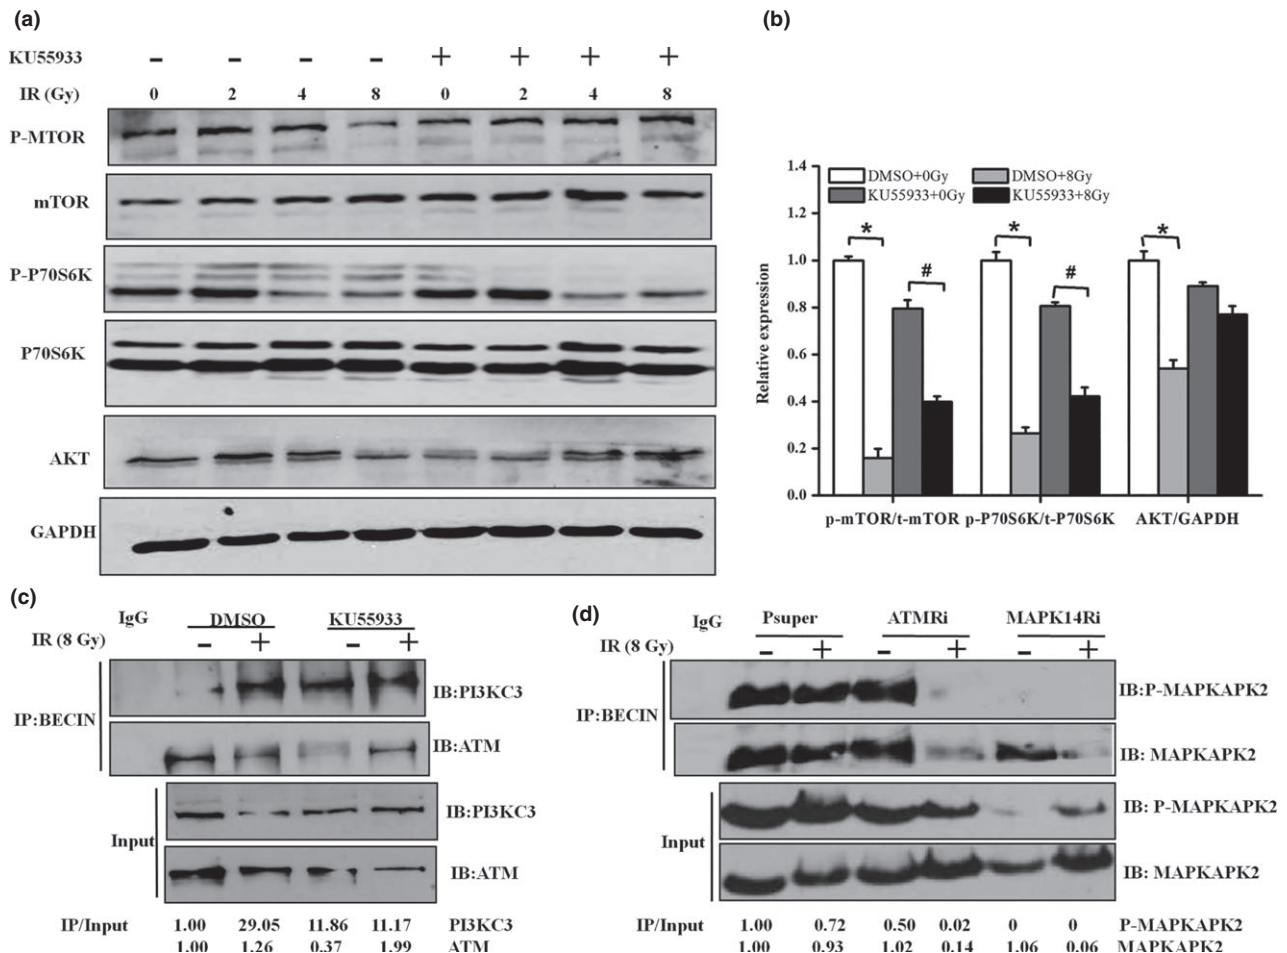 (a)
KU55933 – – – – + + + +
IR (Gy) 0 2 4 8 0 2 4 8
P-MTOR
mTOR
P-P70S6K
P70S6K
AKT
GAPDH
(b)
1.4
1.2
1.0
0.8
0.6
0.4
0.2
0.0
Relative expression
DMSO+0Gy DMSO+8Gy
KU55933+0Gy KU55933+8Gy
* # * # *
p-mTOR/t-mTOR p-P70S6K/t-P70S6K AKT/GAPDH
(c)
IgG DMSO KU55933
IR (8 Gy) – + – +
IP:BECIN
IB:PI3KC3
IB:ATM
Input
IB:PI3KC3
IB:ATM
IP/Input 1.00 29.05 11.86 11.17 PI3KC3
1.00 1.26 0.37 1.99 ATM
(d)
IgG Psuper ATMRi MAPK14Ri
IR (8 Gy) – + – + – +
IP:BECIN
IB:P-MAPKAPK2
IB: MAPKAPK2
Input
IB: P-MAPKAPK2
IB: MAPKAPK2
IP/Input 1.00 0.72 0.50 0.02 0 0 P-MAPKAPK2
1.00 0.93 1.02 0.14 1.06 0.06 MAPKAPK2